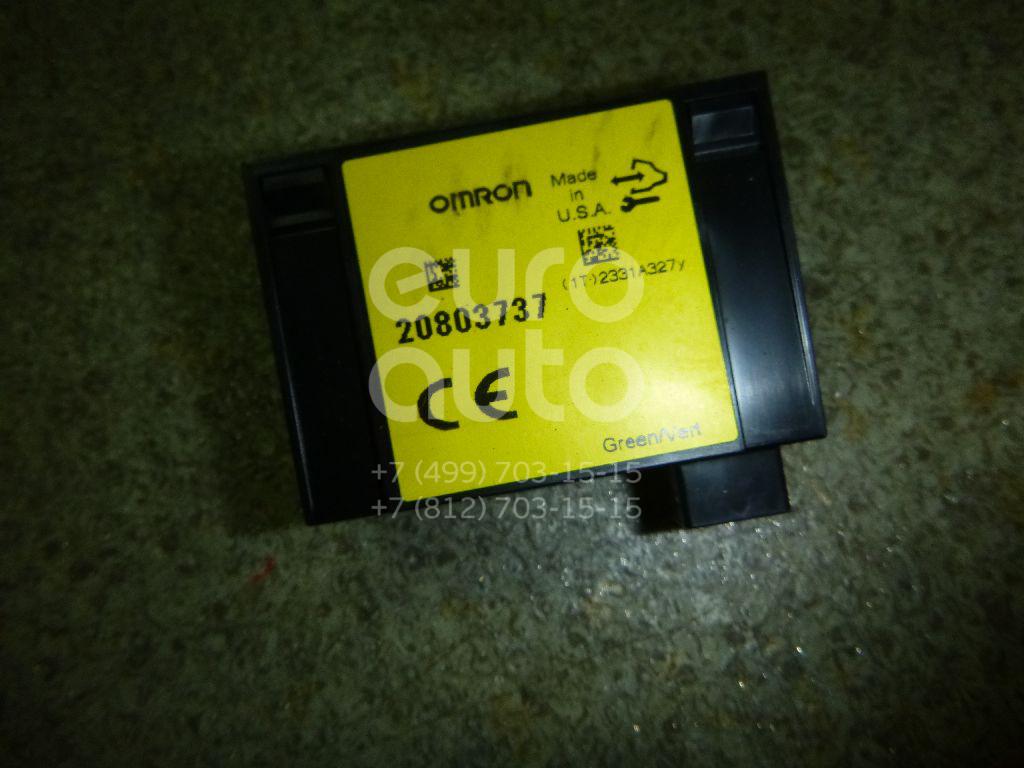 omron
Made
in
U.S.A.
(1T)2331A327y
20803737
CE
Green/Vert
euro
auto
+7 (499) 703-15-15
+7 (812) 703-15-15